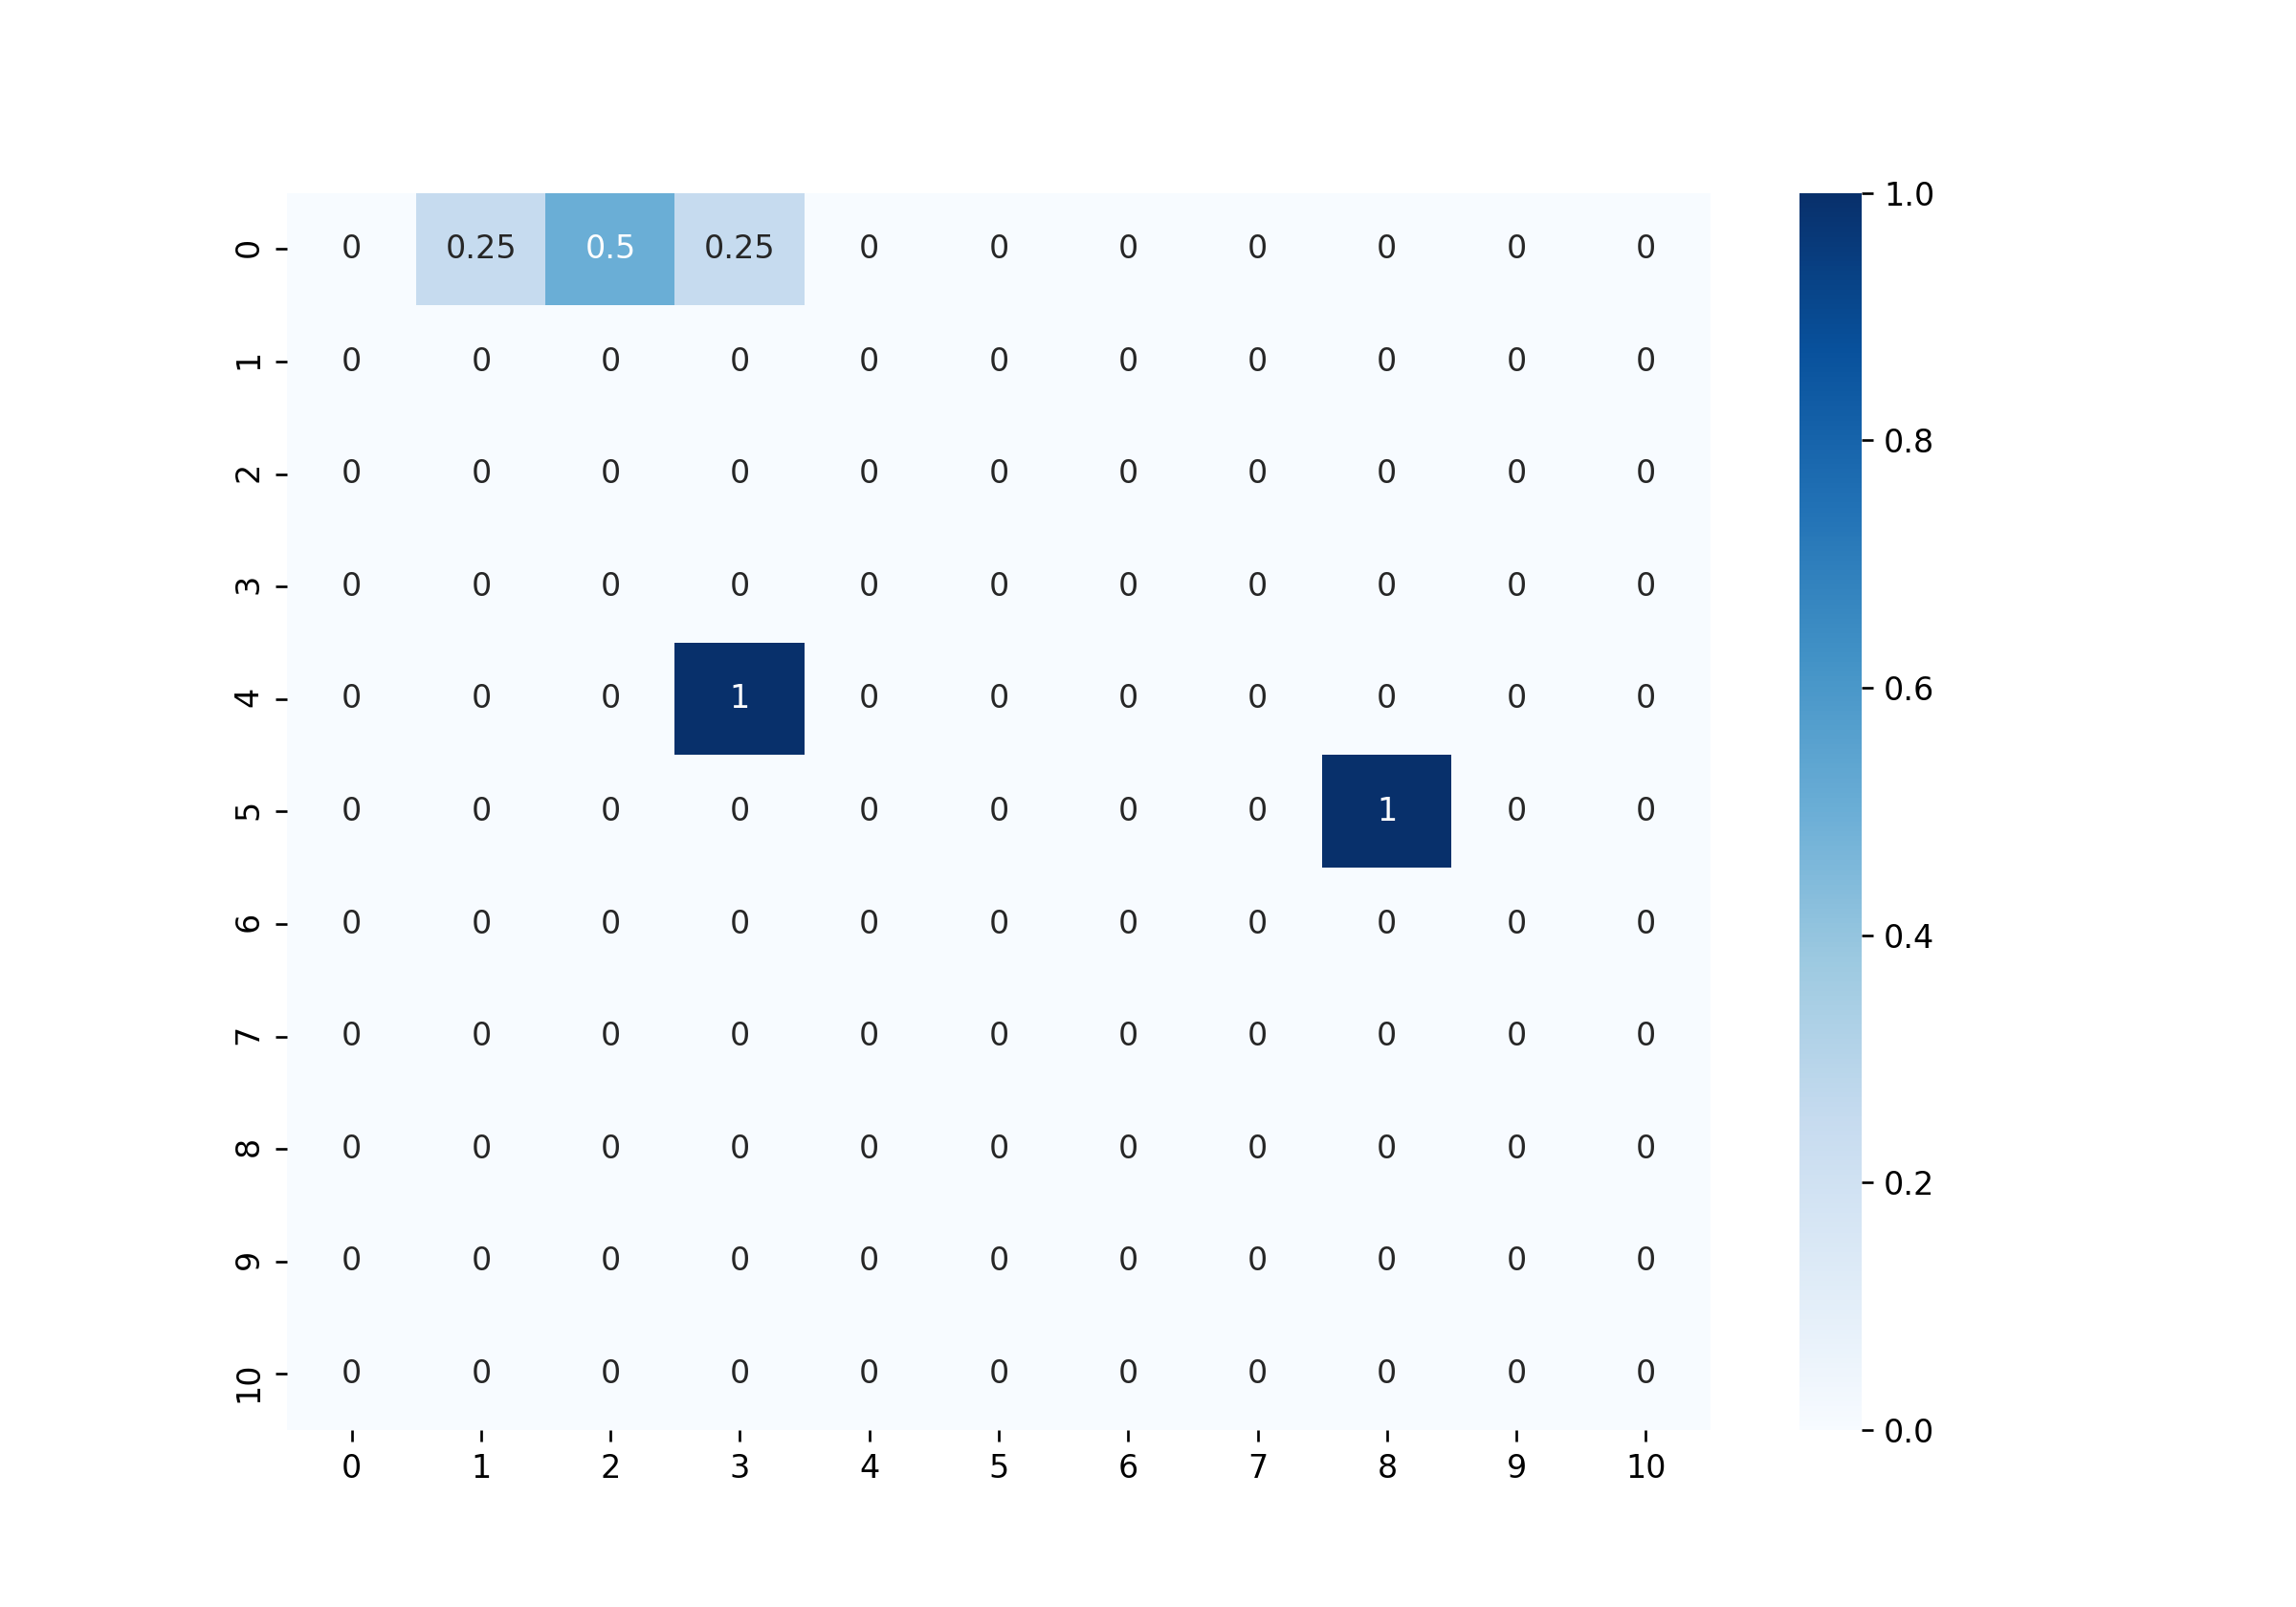 1.0
0 0 0.25 0.5 0.25 0 0 0 0 0 0 0
1 0 0 0 0 0 0 0 0 0 0 0
0.8
2 0 0 0 0 0 0 0 0 0 0 0
3 0 0 0 0 0 0 0 0 0 0 0
0.6
4 0 0 0 1 0 0 0 0 0 0 0
5 0 0 0 0 0 0 0 0 1 0 0
6 0 0 0 0 0 0 0 0 0 0 0
0.4
7 0 0 0 0 0 0 0 0 0 0 0
8 0 0 0 0 0 0 0 0 0 0 0
0.2
9 0 0 0 0 0 0 0 0 0 0 0
10 0 0 0 0 0 0 0 0 0 0 0
0.0
0 1 2 3 4 5 6 7 8 9 10